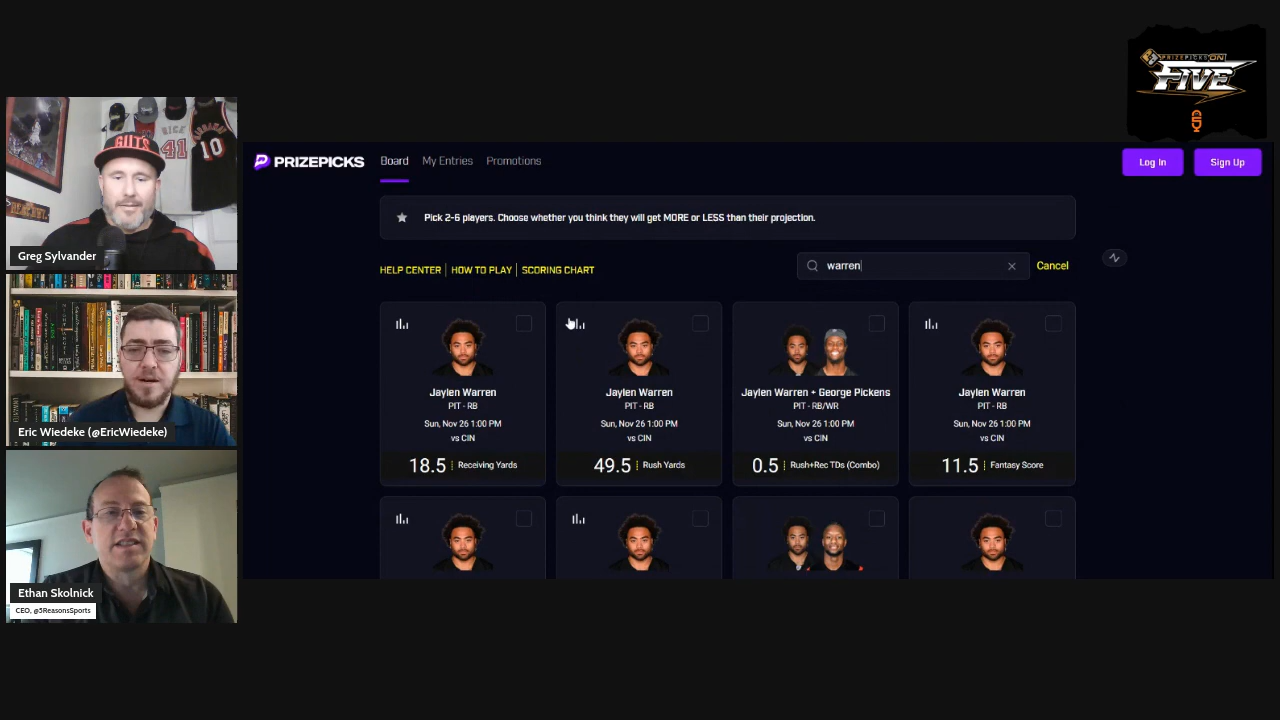 PRIZEPICKS ON
FIVE
GUTS
RICE
41
10
Greg Sylvander
Eric Wiedeke (@EricWiedeke)
Ethan Skolnick
CEO, @5ReasonsSports
PRIZEPICKS
Board
My Entries
Promotions
Log In
Sign Up
Pick 2-6 players. Choose whether you think they will get MORE or LESS than their projection.
HELP CENTER
HOW TO PLAY
SCORING CHART
warren
Cancel
Jaylen Warren
PIT - RB
Sun, Nov 26 1:00 PM
vs CIN
18.5 Receiving Yards
Jaylen Warren
PIT - RB
Sun, Nov 26 1:00 PM
vs CIN
49.5 Rush Yards
Jaylen Warren + George Pickens
PIT - RB/WR
Sun, Nov 26 1:00 PM
vs CIN
0.5 Rush+Rec TDs (Combo)
Jaylen Warren
PIT - RB
Sun, Nov 26 1:00 PM
vs CIN
11.5 Fantasy Score